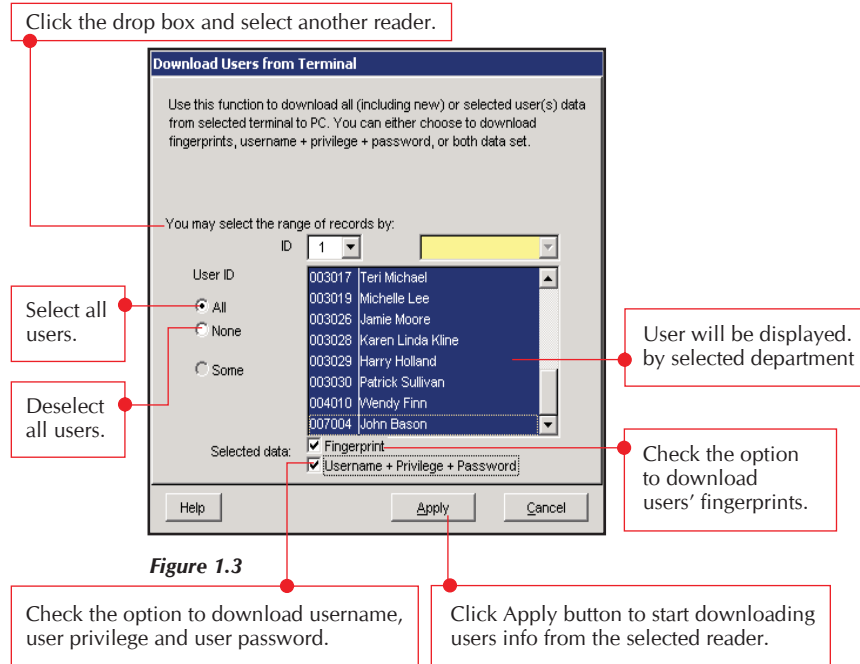 Click the drop box and select another reader.
Download Users from Terminal
Use this function to download all (including new) or selected user(s) data
from selected terminal to PC. You can either choose to download
fingerprints, username + privilege + password, or both data set.
You may select the range of records by:
ID 1
User ID
All
None
Some
003017 Teri Michael
003019 Michelle Lee
003026 Jamie Moore
003028 Karen Linda Kline
003029 Harry Holland
003030 Patrick Sullivan
004010 Wendy Finn
007004 John Bason
Select all
users.
Deselect
all users.
User will be displayed.
by selected department
Selected data:
Fingerprint
Username + Privilege + Password
Check the option
to download
users' fingerprints.
Help Apply Cancel
Figure 1.3
Check the option to download username,
user privilege and user password.
Click Apply button to start downloading
users info from the selected reader.